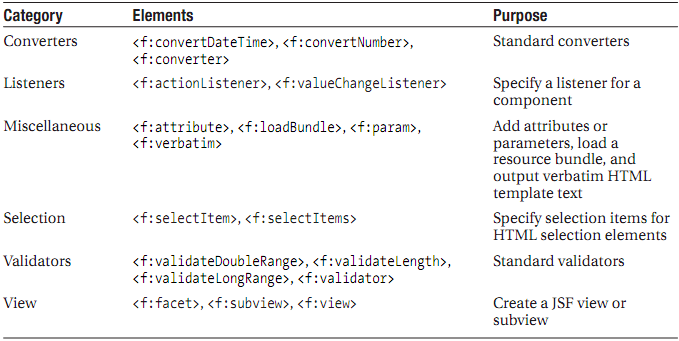 Category Elements Purpose
Converters <f:convertDateTime>, <f:convertNumber>, Standard converters
<f:converter>
Listeners <f:actionListener>, <f:valueChangeListener> Specify a listener for a
component
Miscellaneous <f:attribute>, <f:loadBundle>, <f:param>, Add attributes or
<f:verbatim> parameters, load a
resource bundle, and
output verbatim HTML
template text
Selection <f:selectItem>, <f:selectItems> Specify selection items for
HTML selection elements
Validators <f:validateDoubleRange>, <f:validateLength>, Standard validators
<f:validateLongRange>, <f:validator>
View <f:facet>, <f:subview>, <f:view> Create a JSF view or
subview